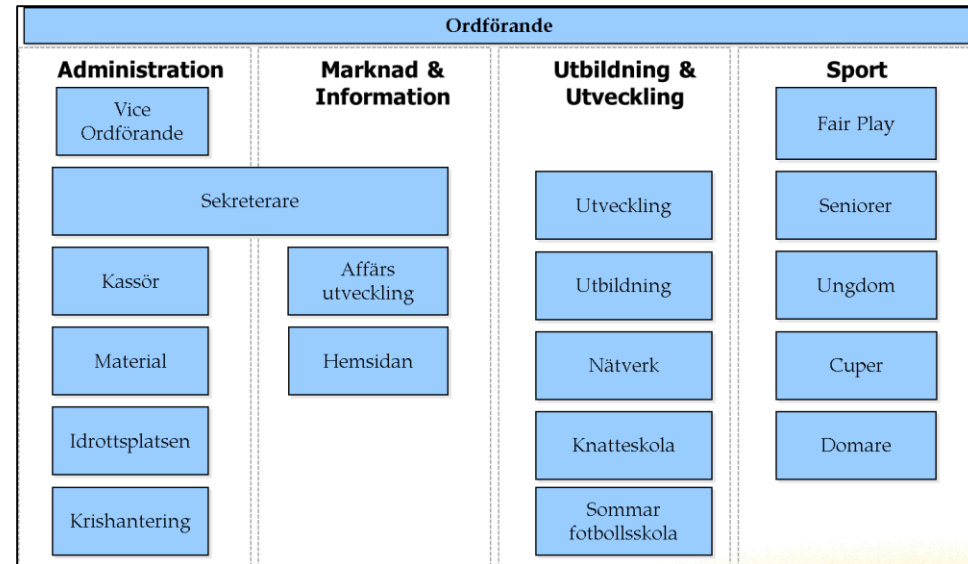 Ordförande
Administration
Vice
Ordförande
Sekreterare
Kassör
Material
Idrottsplatsen
Krishantering
Marknad &
Information
Affärs
utveckling
Hemsidan
Utbildning &
Utveckling
Utveckling
Utbildning
Nätverk
Knatteskola
Sommar
fotbollsskola
Sport
Fair Play
Seniorer
Ungdom
Cuper
Domare